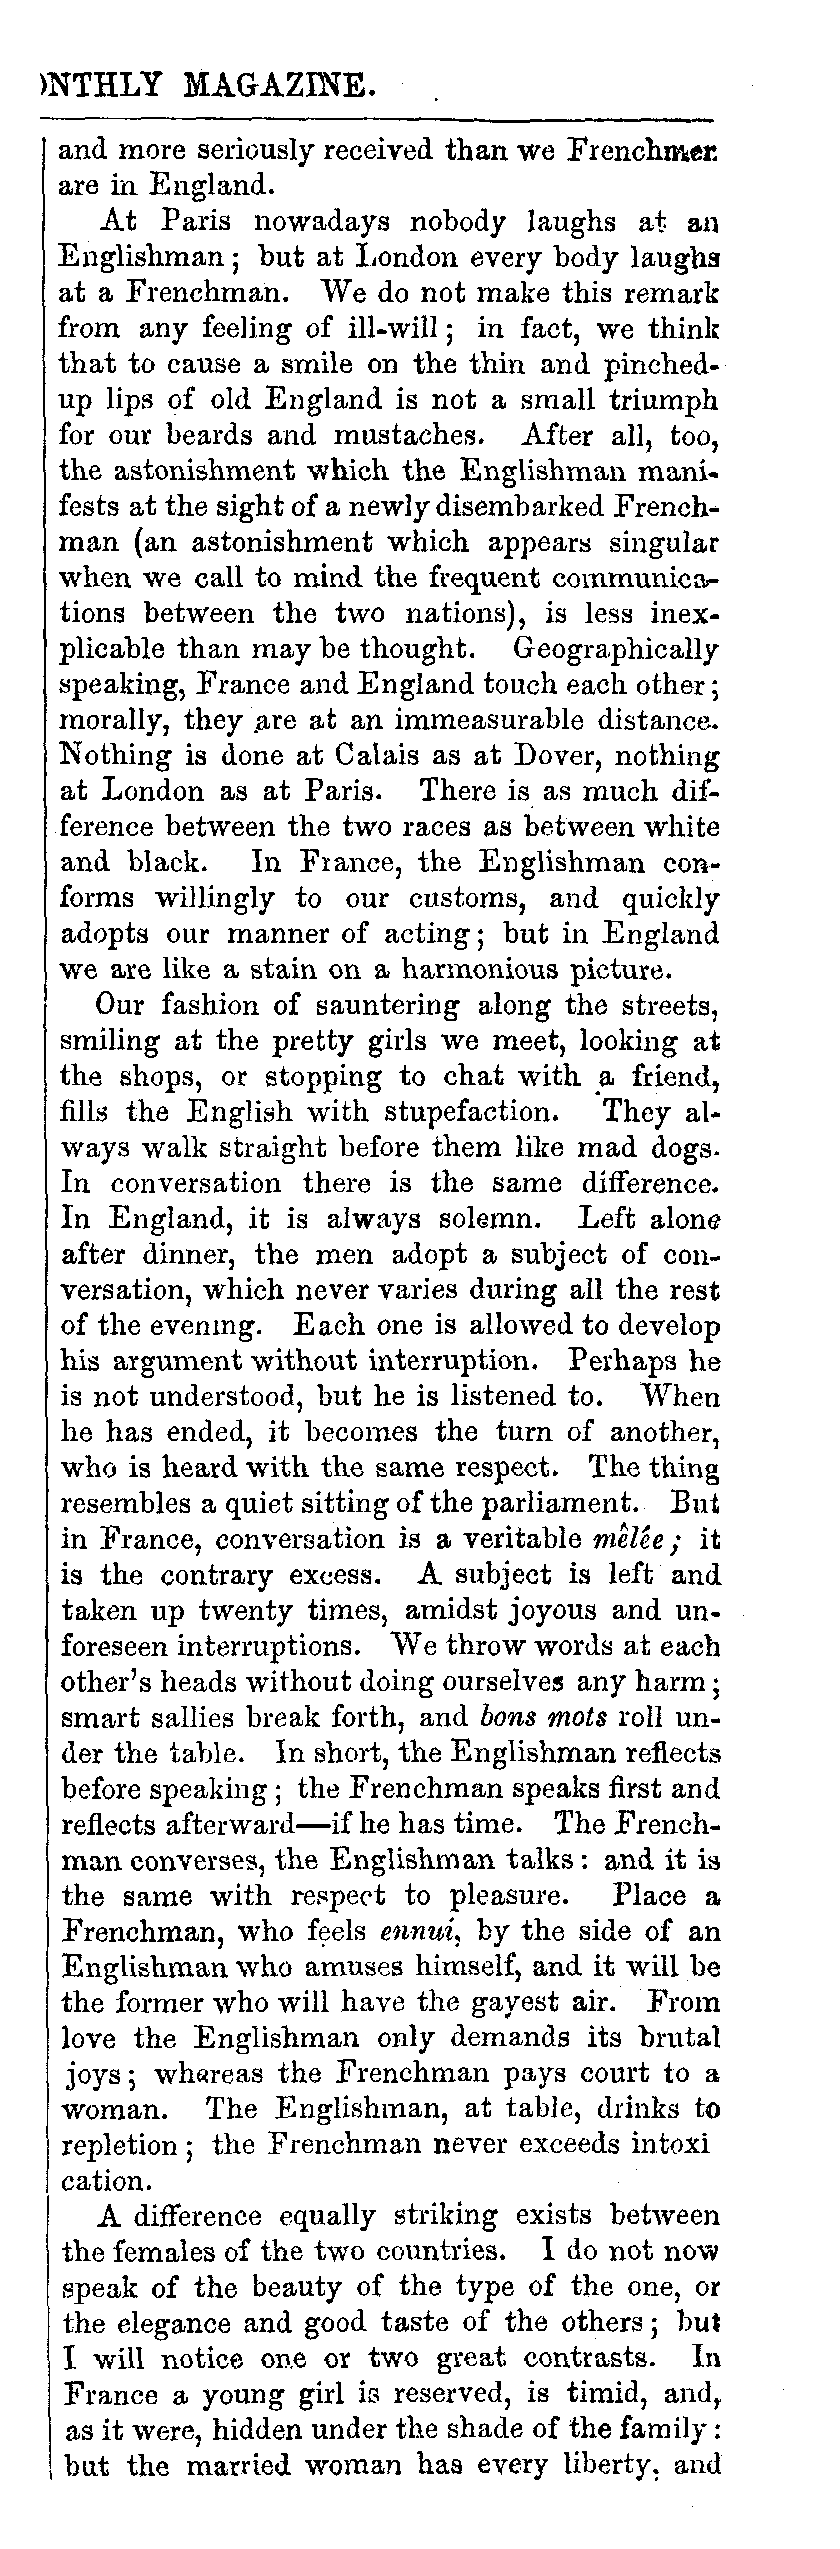 ONTHLY MAGAZINE.
and more seriously received than we Frenchmen
are in England.
At Paris nowadays nobody laughs at an
Englishman; but at London every body laughs
at a Frenchman. We do not make this remark
from any feeling of ill-will; in fact, we think
that to cause a smile on the thin and pinched-
up lips of old England is not a small triumph
for our beards and mustaches. After all, too,
the astonishment which the Englishman mani-
fests at the sight of a newly disembarked French-
man (an astonishment which appears singular
when we call to mind the frequent communica-
tions between the two nations), is less inex-
plicable than may be thought. Geographically
speaking, France and England touch each other;
morally, they are at an immeasurable distance.
Nothing is done at Calais as at Dover, nothing
at London as at Paris. There is as much dif-
ference between the two races as between white
and black. In France, the Englishman con-
forms willingly to our customs, and quickly
adopts our manner of acting; but in England
we are like a stain on a harmonious picture.
Our fashion of sauntering along the streets,
smiling at the pretty girls we meet, looking at
the shops, or stopping to chat with a friend,
fills the English with stupefaction. They al-
ways walk straight before them like mad dogs.
In conversation there is the same difference.
In England, it is always solemn. Left alone
after dinner, the men adopt a subject of con-
versation, which never varies during all the rest
of the evening. Each one is allowed to develop
his argument without interruption. Perhaps he
is not understood, but he is listened to. When
he has ended, it becomes the turn of another,
who is heard with the same respect. The thing
resembles a quiet sitting of the parliament. But
in France, conversation is a veritable mêlée; it
is the contrary excess. A subject is left and
taken up twenty times, amidst joyous and un-
foreseen interruptions. We throw words at each
other's heads without doing ourselves any harm;
smart sallies break forth, and bons mots roll un-
der the table. In short, the Englishman reflects
before speaking; the Frenchman speaks first and
reflects afterward—if he has time. The French-
man converses, the Englishman talks: and it is
the same with respect to pleasure. Place a
Frenchman, who feels ennui, by the side of an
Englishman who amuses himself, and it will be
the former who will have the gayest air. From
love the Englishman only demands its brutal
joys; whereas the Frenchman pays court to a
woman. The Englishman, at table, drinks to
repletion; the Frenchman never exceeds intoxi
cation.
A difference equally striking exists between
the females of the two countries. I do not now
speak of the beauty of the type of the one, or
the elegance and good taste of the others; but
I will notice one or two great contrasts. In
France a young girl is reserved, is timid, and,
as it were, hidden under the shade of the family:
but the married woman has every liberty, and